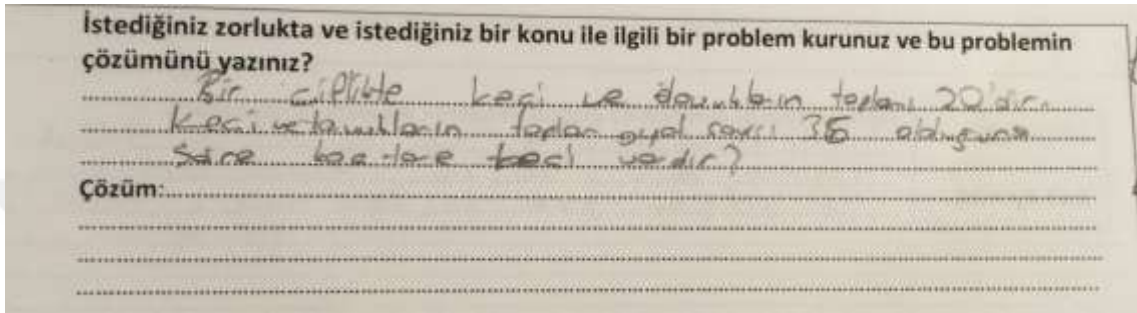 İstediğiniz zorlukta ve istediğiniz bir konu ile ilgili bir problem kurunuz ve bu problemin
çözümünü yazınız?
Bir çiftlikte keçi ve tavukların toplamı 20'dir.
Keçi ve tavukların toplam ayak sayısı 36 olduğuna
göre kaç tane keçi vardır?
Çözüm: